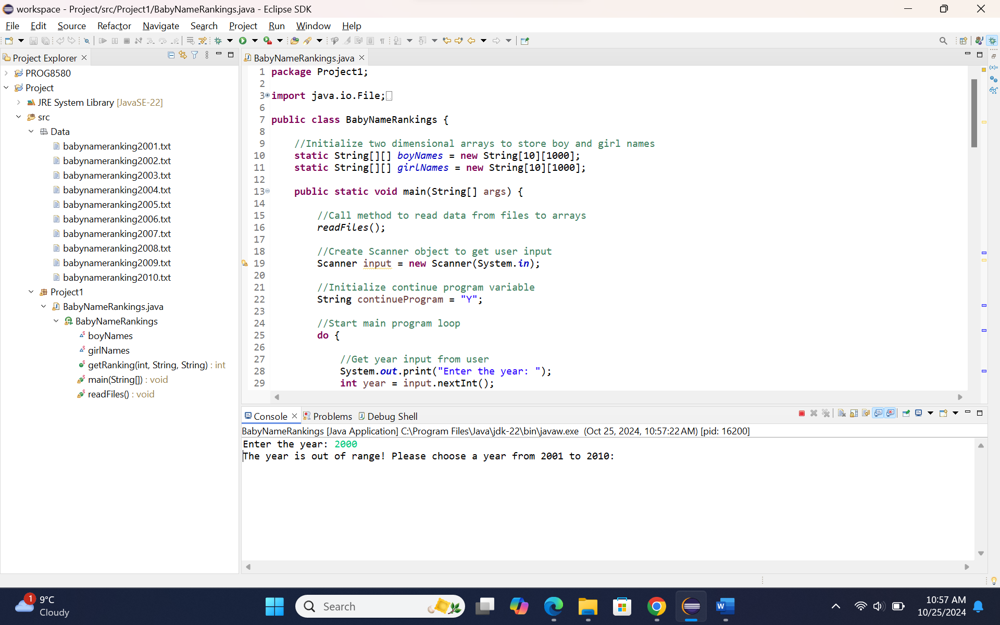 workspace - Project/src/Project1/BabyNameRankings.java - Eclipse SDK
File Edit Source Refactor Navigate Search Project Run Window Help
Project Explorer
PROG8580
Project
JRE System Library [JavaSE-22]
src
Data
babynameranking2001.txt
babynameranking2002.txt
babynameranking2003.txt
babynameranking2004.txt
babynameranking2005.txt
babynameranking2006.txt
babynameranking2007.txt
babynameranking2008.txt
babynameranking2009.txt
babynameranking2010.txt
Project1
BabyNameRankings.java
BabyNameRankings
boyNames
girlNames
getRanking(int, String, String) : int
main(String[]) : void
readFiles() : void
BabyNameRankings.java
1 package Project1;
2
3 import java.io.File;
6
7 public class BabyNameRankings {
8
9 //Initialize two dimensional arrays to store boy and girl names
10 static String[][] boyNames = new String[10][1000];
11 static String[][] girlNames = new String[10][1000];
12
13 public static void main(String[] args) {
14
15 //Call method to read data from files to arrays
16 readFiles();
17
18 //Create Scanner object to get user input
19 Scanner input = new Scanner(System.in);
20
21 //Initialize continue program variable
22 String continueProgram = "Y";
23
24 //Start main program loop
25 do {
26
27 //Get year input from user
28 System.out.print("Enter the year: ");
29 int year = input.nextInt();
Console Problems Debug Shell
BabyNameRankings [Java Application] C:\Program Files\Java\jdk-22\bin\javaw.exe (Oct 25, 2024, 10:57:22 AM) [pid: 16200]
Enter the year: 2000
The year is out of range! Please choose a year from 2001 to 2010:
1
9°C
Cloudy
Search
10:57 AM
10/25/2024